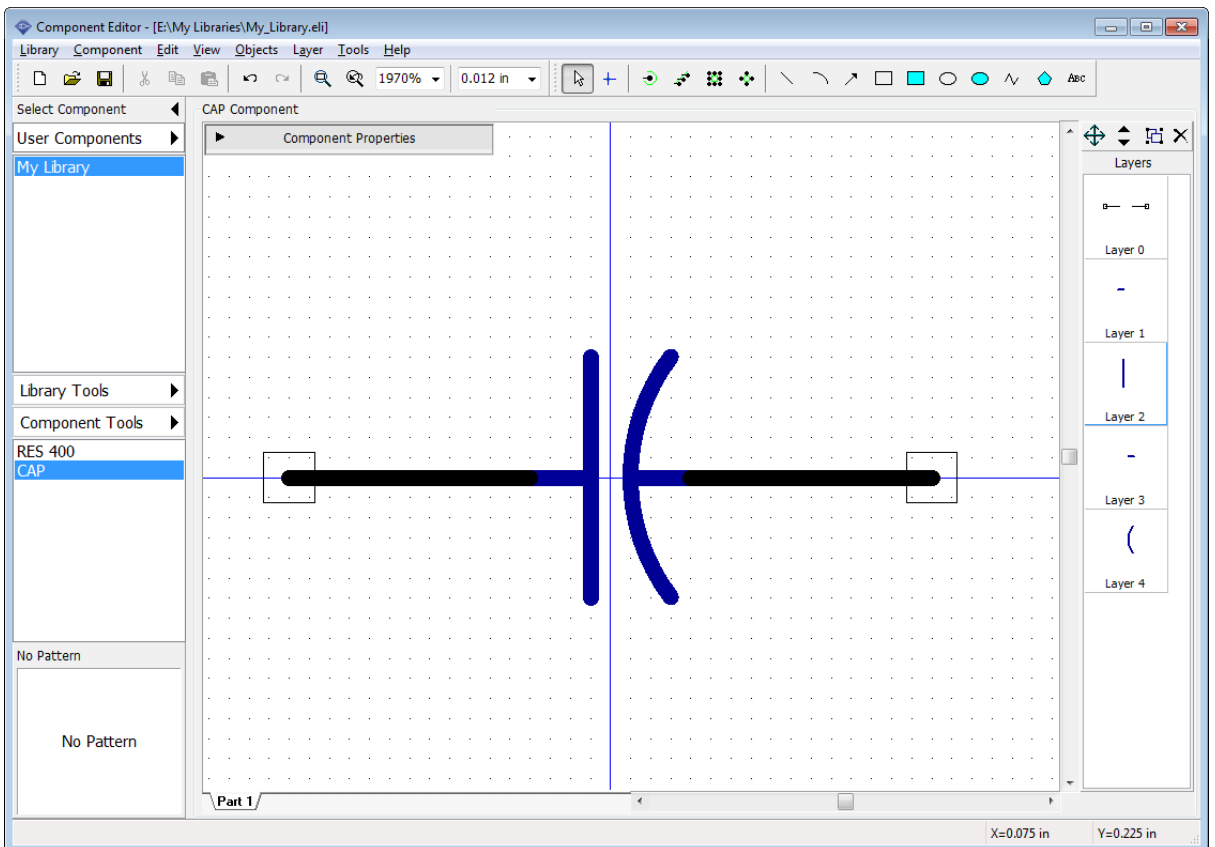 Component Editor - [E:\My Libraries\My_Library.eli]
Library Component Edit View Objects Layer Tools Help
1970% 0.012 in ABC
Select Component
CAP Component
User Components
Component Properties
My Library
Layers
Layer 0
Layer 1
Layer 2
Layer 3
Layer 4
Library Tools
Component Tools
RES 400
CAP
No Pattern
No Pattern
Part 1
X=0.075 in Y=0.225 in